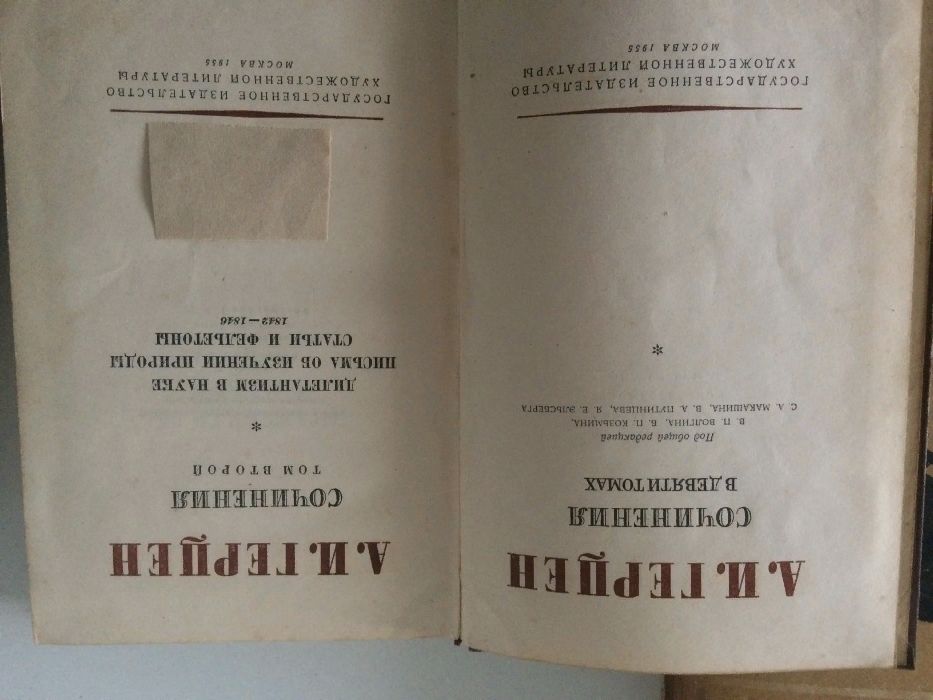 А.И.ГЕРЦЕН
СОЧИНЕНИЯ
В ДЕВЯТИ ТОМАХ
Под общей редакцией
В. П. ВОЛГИНА, Б. П. КОЗЬМИНА,
С. А. МАКАШИНА, В. А. ПУТИНЦЕВА, Я. Е. ЭЛЬСБЕРГА
*
ГОСУДАРСТВЕННОЕ ИЗДАТЕЛЬСТВО
ХУДОЖЕСТВЕННОЙ ЛИТЕРАТУРЫ
МОСКВА 1955
А.И.ГЕРЦЕН
СОЧИНЕНИЯ
ТОМ ВТОРОЙ
*
ДИЛЕТАНТИЗМ В НАУКЕ
ПИСЬМА ОБ ИЗУЧЕНИИ ПРИРОДЫ
СТАТЬИ И ФЕЛЬЕТОНЫ
1842—1846
ГОСУДАРСТВЕННОЕ ИЗДАТЕЛЬСТВО
ХУДОЖЕСТВЕННОЙ ЛИТЕРАТУРЫ
МОСКВА 1955